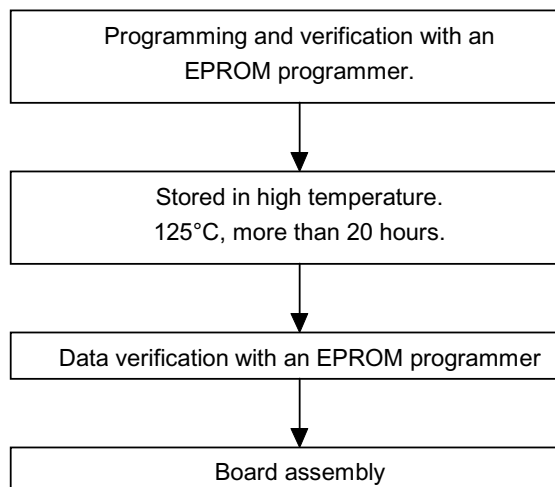 Programming and verification with an
EPROM programmer.
Stored in high temperature.
125°C, more than 20 hours.
Data verification with an EPROM programmer
Board assembly